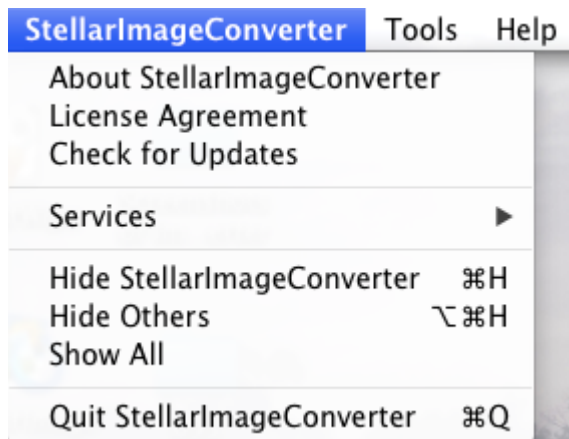 StellarImageConverter Tools Help
About StellarImageConverter
License Agreement
Check for Updates
Services ▶
Hide StellarImageConverter ⌘H
Hide Others ⌥⌘H
Show All
Quit StellarImageConverter ⌘Q